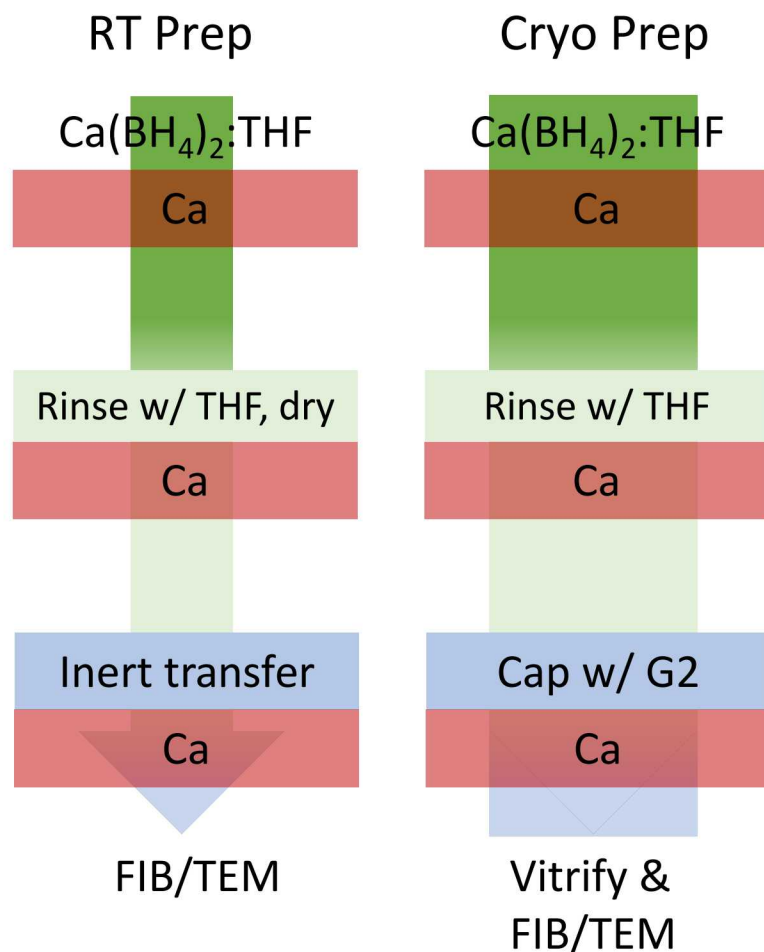 RT Prep
Ca(BH₄)₂:THF
Ca
Rinse w/ THF, dry
Ca
Inert transfer
Ca
FIB/TEM
Cryo Prep
Ca(BH₄)₂:THF
Ca
Rinse w/ THF
Ca
Cap w/ G2
Ca
Vitrify &
FIB/TEM